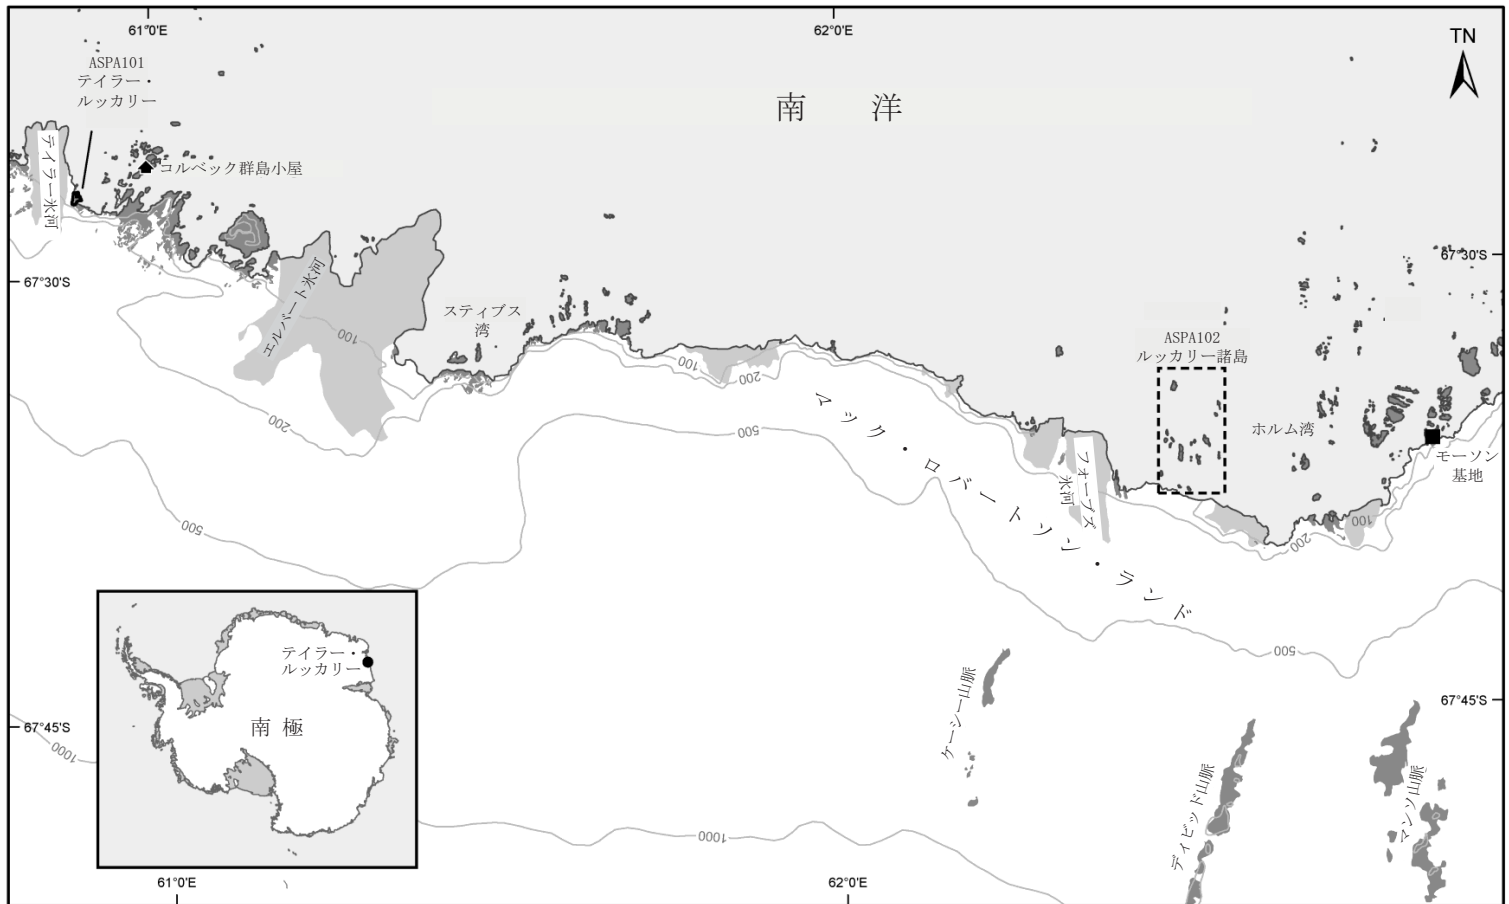 61°0'E
62°0'E
TN
ASPA101
テイラー・
ルッカリー
南　洋
テイラー氷河
コルベック群島小屋
67°30'S
67°30'S
エルバート氷河
スティブス
湾
100
ASPA102
ルッカリー諸島
100
200
200
マック・ロバートソン・ランド
500
ホルム湾
モーソン
基地
フォーブズ
氷河
500
100
200
テイラー・
ルッカリー
南 極
500
ケーシー山脈
67°45'S
67°45'S
1000
ディビッド山脈
マソン山脈
1000
61°0'E
62°0'E